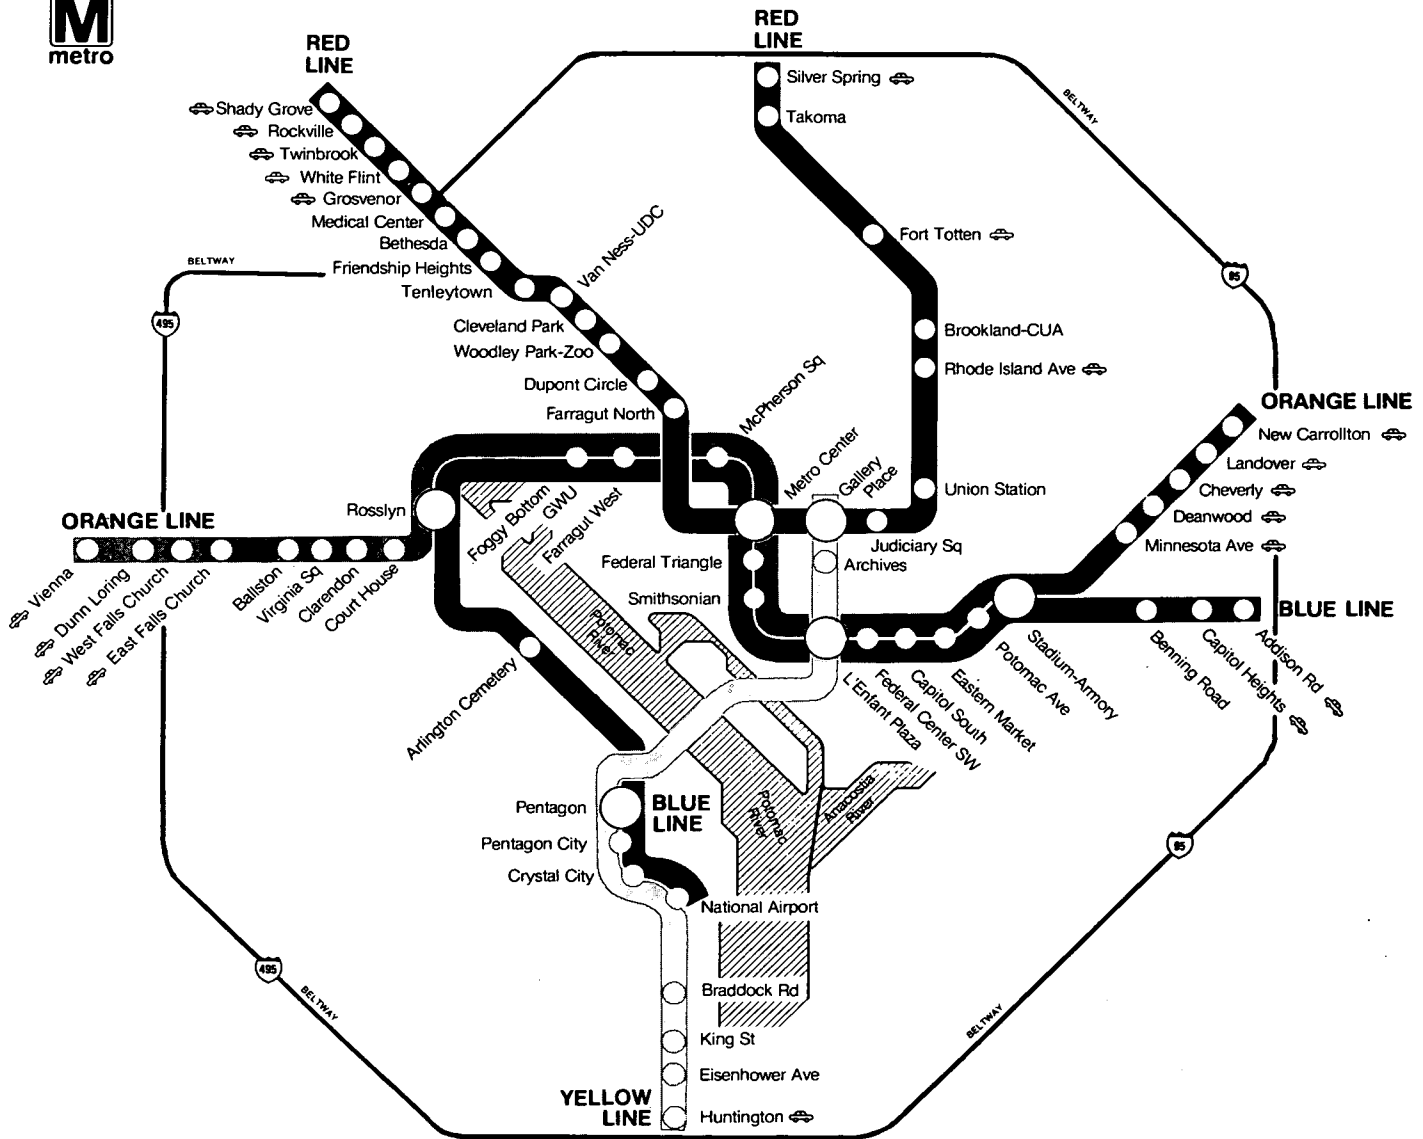 M
metro
RED
LINE
RED
LINE
Silver Spring
Takoma
BELTWAY
Shady Grove
Rockville
Twinbrook
White Flint
Grosvenor
Medical Center
Bethesda
Friendship Heights
Tenleytown
Van Ness-UDC
Cleveland Park
Woodley Park-Zoo
Dupont Circle
Farragut North
Fort Totten
BELTWAY
495
95
Brookland-CUA
Rhode Island Ave
McPherson Sq
Metro Center
Gallery
Place
Union Station
Judiciary Sq
ORANGE LINE
New Carrollton
Landover
Cheverly
Deanwood
Minnesota Ave
Rosslyn
Foggy Bottom
GWU
Farragut West
ORANGE LINE
Vienna
Dunn Loring
West Falls Church
East Falls Church
Ballston
Virginia Sq
Clarendon
Court House
Federal Triangle
Archives
Smithsonian
BLUE LINE
Potomac
River
Arlington Cemetery
L'Enfant Plaza
Federal Center SW
Capitol South
Eastern Market
Potomac Ave
Stadium-Armory
Benning Road
Capitol Heights
Addison Rd
Pentagon
BLUE
LINE
Potomac
River
Anacostia
River
Pentagon City
Crystal City
National Airport
95
495
BELTWAY
BELTWAY
Braddock Rd
King St
Eisenhower Ave
YELLOW
LINE
Huntington